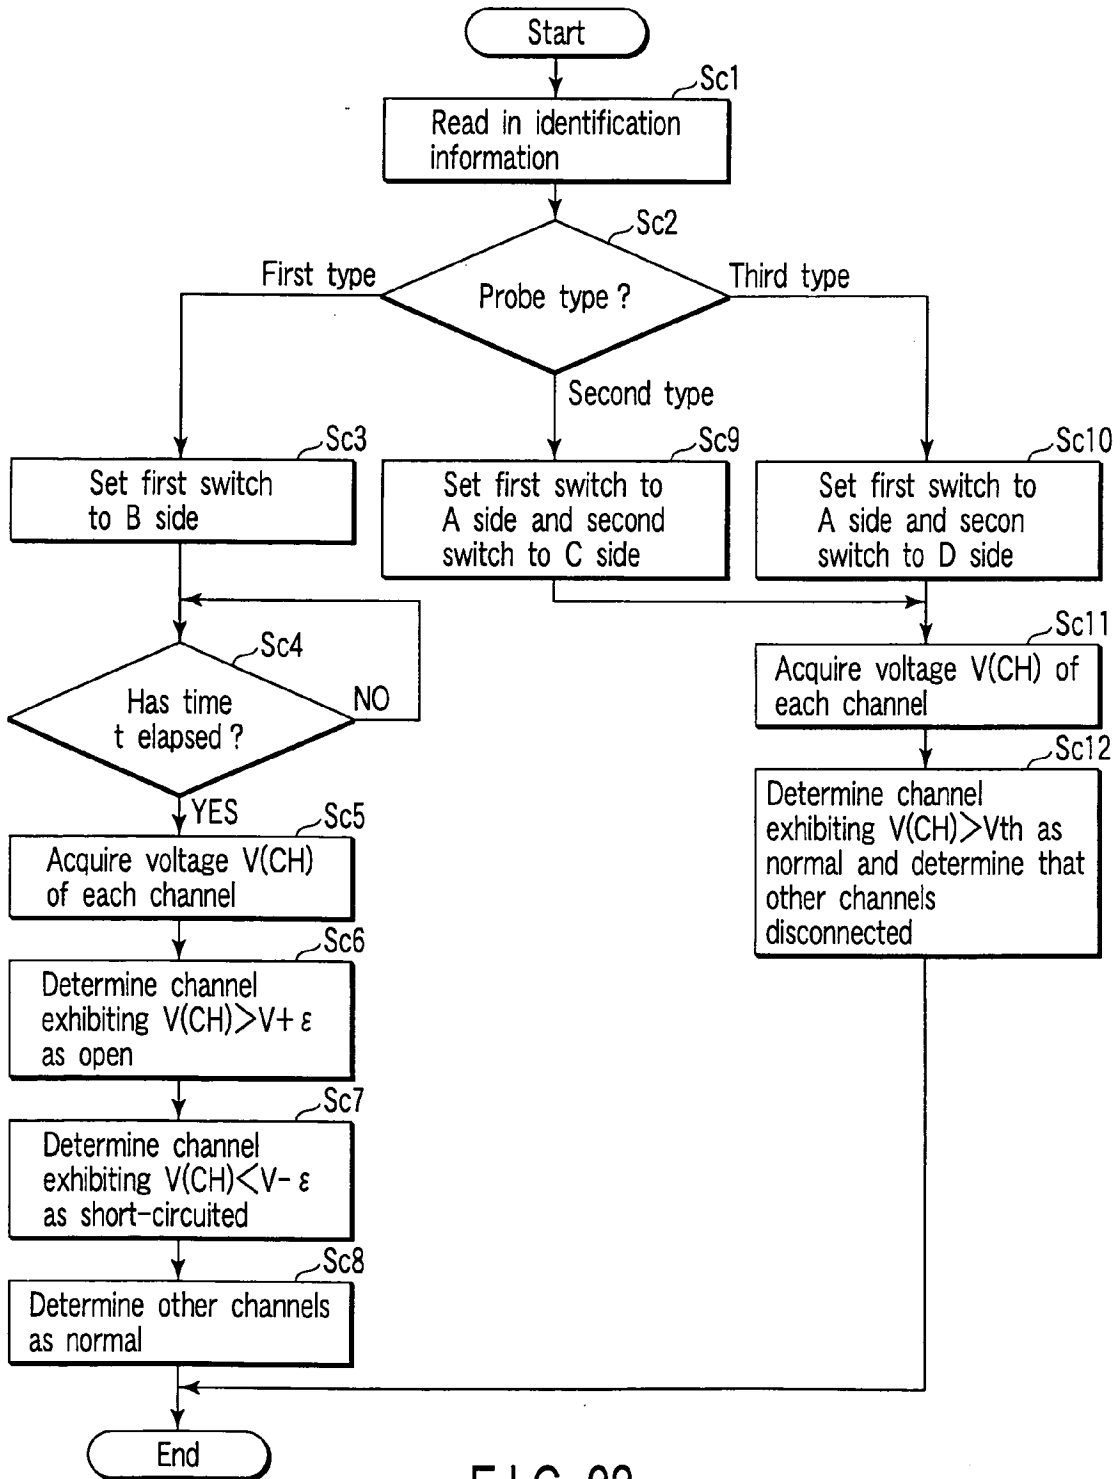 Start
Sc1
Read in identification
information
Sc2
Probe type ?
First type
Second type
Third type
Sc3
Set first switch
to B side
Sc9
Set first switch to
A side and second
switch to C side
Sc10
Set first switch to
A side and secon
switch to D side
Sc4
Has time
t elapsed ?
NO
YES
Sc5
Acquire voltage V(CH)
of each channel
Sc6
Determine channel
exhibiting V(CH)>V+ ε
as open
Sc7
Determine channel
exhibiting V(CH)<V- ε
as short-circuited
Sc8
Determine other channels
as normal
Sc11
Acquire voltage V(CH) of
each channel
Sc12
Determine channel
exhibiting V(CH)>Vth as
normal and determine that
other channels
disconnected
End